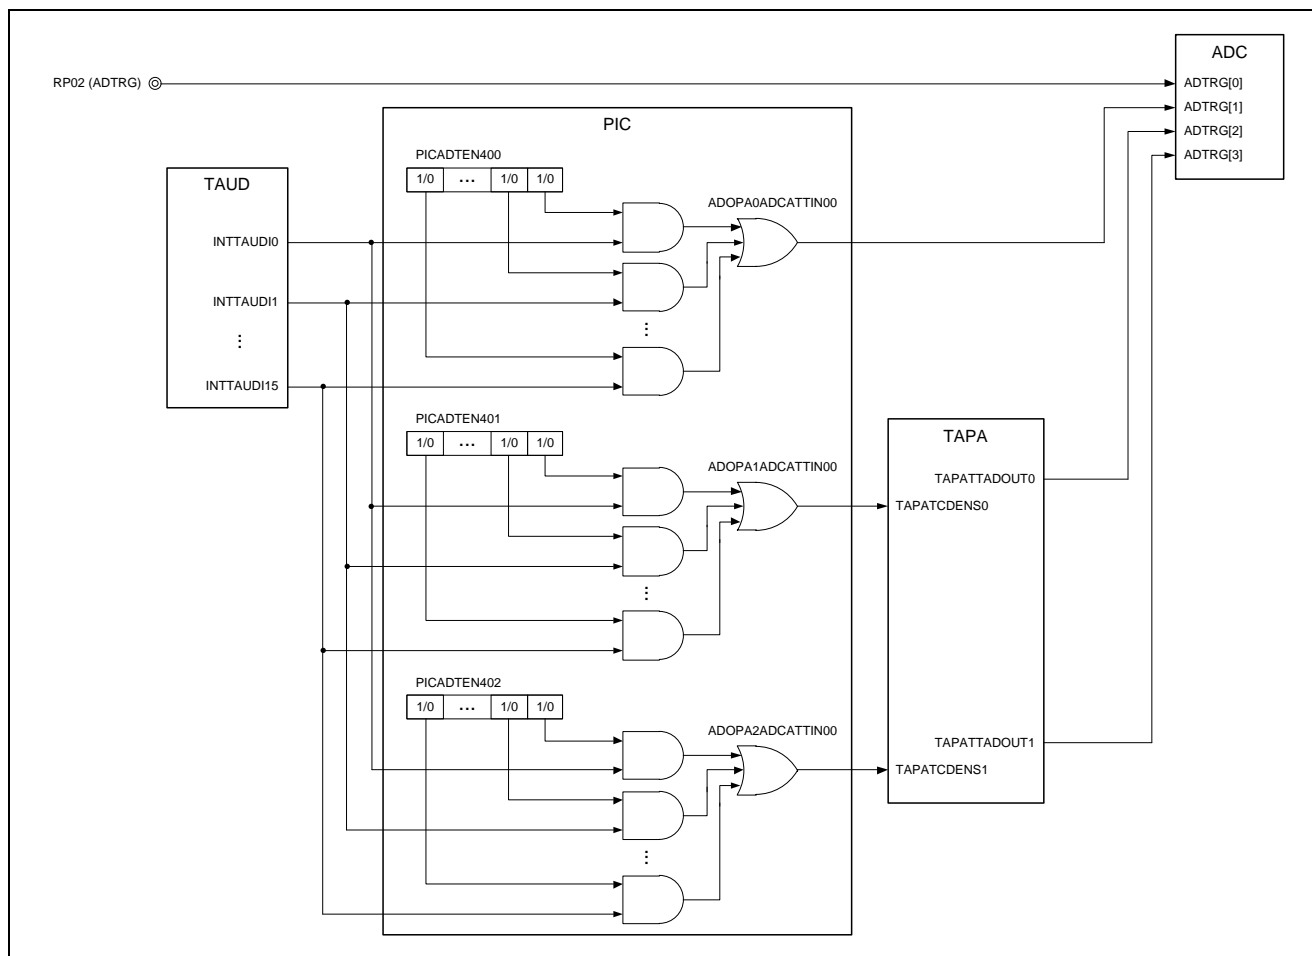 ADC
RP02 (ADTRG)
ADTRG[0]
ADTRG[1]
ADTRG[2]
ADTRG[3]
PIC
PICADTEN400
1/0 ... 1/0 1/0
TAUD
ADOPA0ADCATTIN00
INTTAUDI0
INTTAUDI1
INTTAUDI15
PICADTEN401
1/0 ... 1/0 1/0
TAPA
ADOPA1ADCATTIN00
TAPATTADOUT0
TAPATCDENS0
PICADTEN402
1/0 ... 1/0 1/0
ADOPA2ADCATTIN00
TAPATTADOUT1
TAPATCDENS1